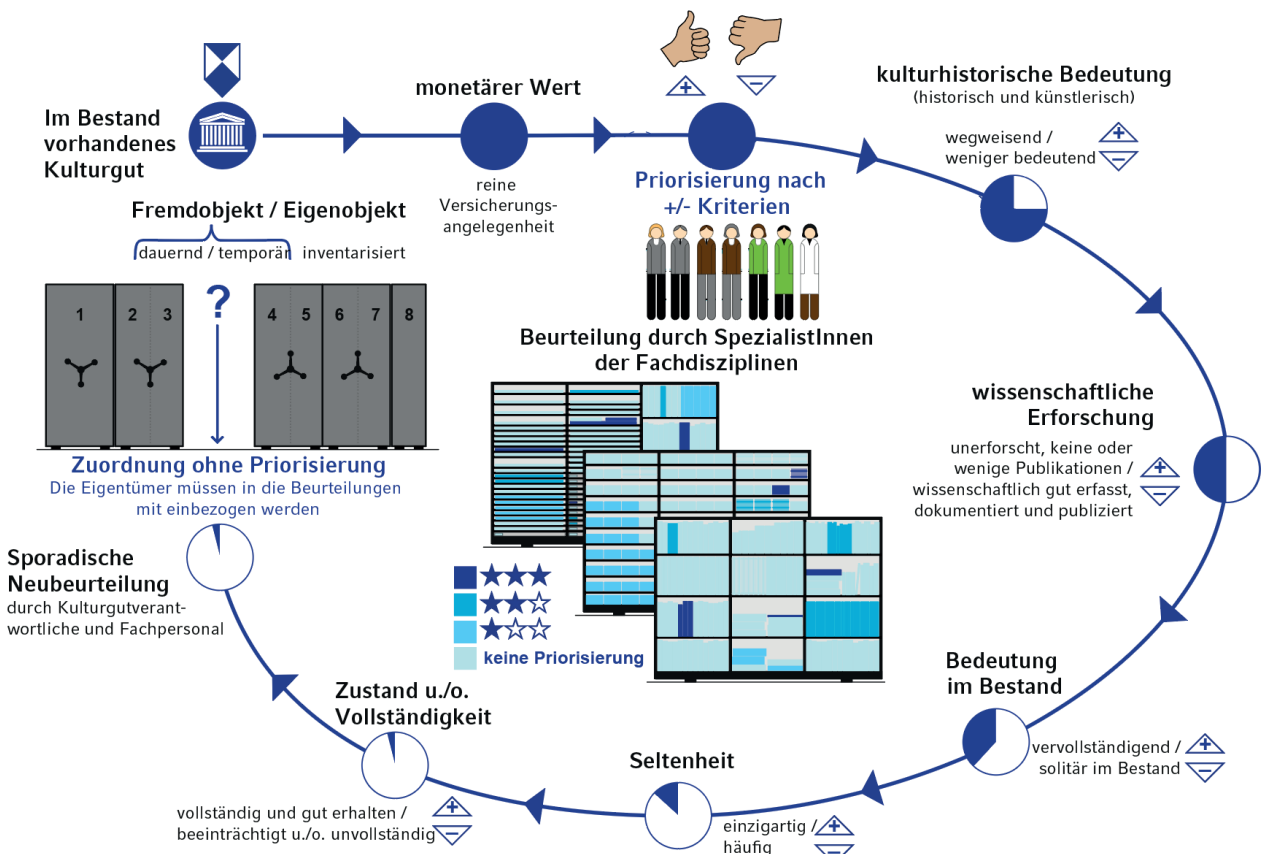 Im Bestand
vorhandenes
Kulturgut
monetärer Wert
reine
Versicherungs-
angelegenheit
+
−
Priorisierung nach
+/- Kriterien
Beurteilung durch SpezialistInnen
der Fachdisziplinen
kulturhistorische Bedeutung
(historisch und künstlerisch)
wegweisend / +
weniger bedeutend −
Fremdobjekt / Eigenobjekt
dauernd / temporär inventarisiert
1 2 3 ? 4 5 6 7 8
Zuordnung ohne Priorisierung
Die Eigentümer müssen in die Beurteilungen
mit einbezogen werden
wissenschaftliche
Erforschung
unerforscht, keine oder
wenige Publikationen / +
wissenschaftlich gut erfasst, −
dokumentiert und publiziert
keine Priorisierung
Bedeutung
im Bestand
vervollständigend / +
solitär im Bestand −
Seltenheit
einzigartig / +
häufig −
Zustand u./o.
Vollständigkeit
vollständig und gut erhalten / +
beeinträchtigt u./o. unvollständig −
Sporadische
Neubeurteilung
durch Kulturgutverant-
wortliche und Fachpersonal